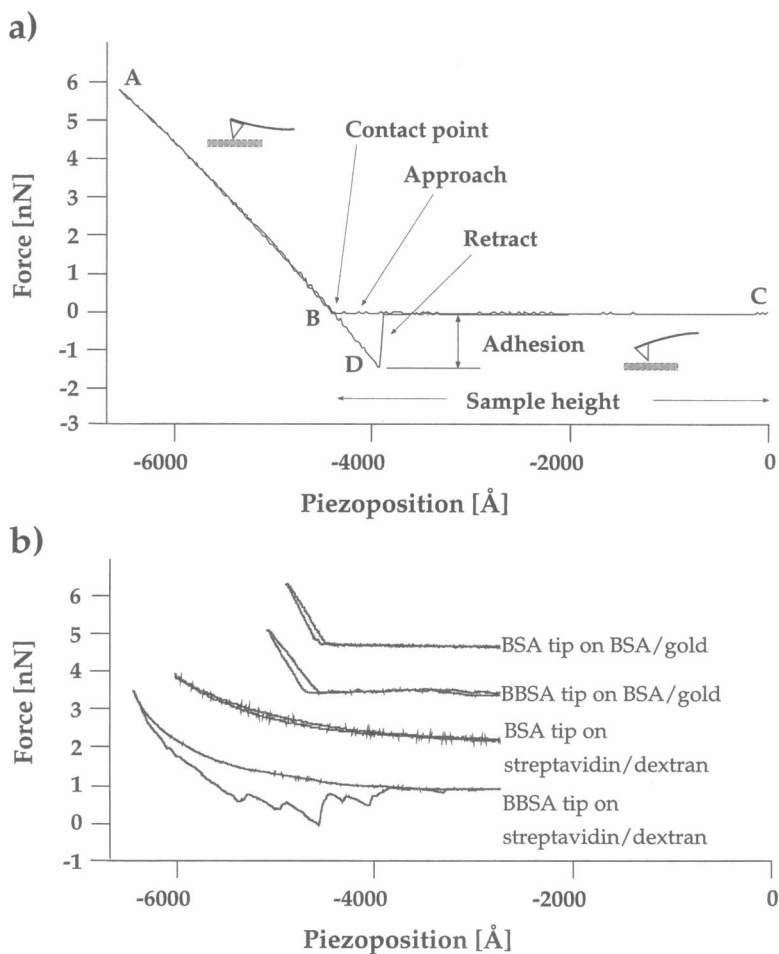 a)
Force [nN]
6
5
4
3
2
1
0
-1
-2
-3
A
Contact point
Approach
Retract
B
C
D
Adhesion
Sample height
-6000
-4000
-2000
0
Piezoposition [Å]
b)
Force [nN]
6
5
4
3
2
1
0
-1
BSA tip on BSA/gold
BBSA tip on BSA/gold
BSA tip on
streptavidin/dextran
BBSA tip on
streptavidin/dextran
-6000
-4000
-2000
0
Piezoposition [Å]